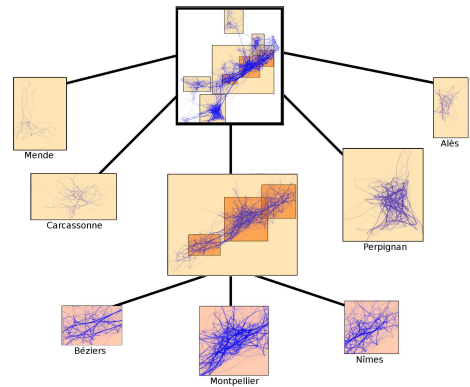 Mende
Alès
Carcassonne
Perpignan
Béziers
Montpellier
Nîmes